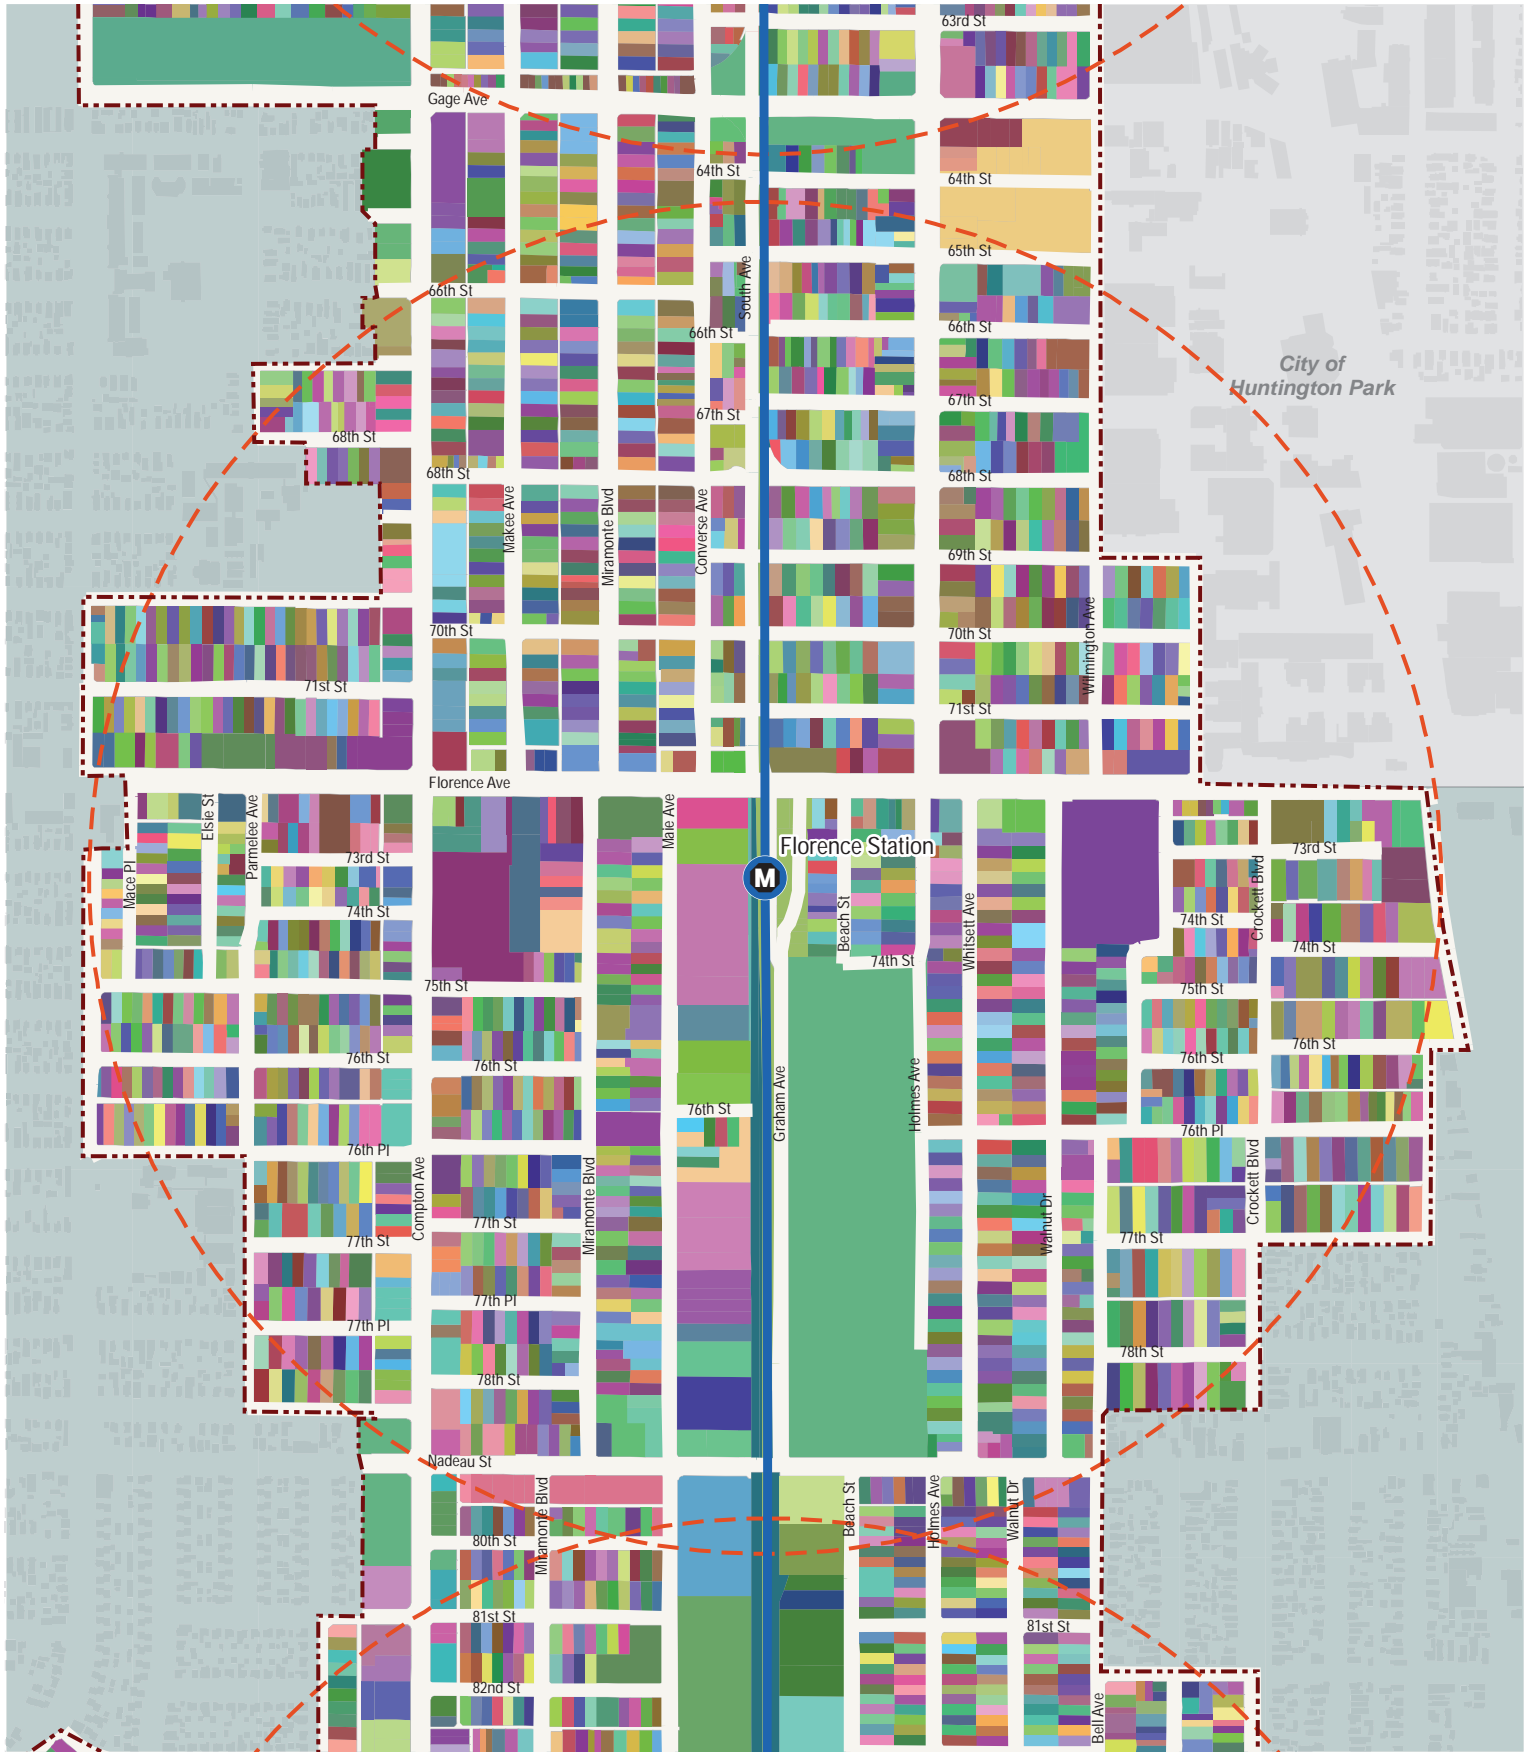 63rd St
Gage Ave
64th St
64th St
65th St
South Ave
66th St
66th St
66th St
City of
Huntington Park
67th St
67th St
68th St
68th St
68th St
Makee Ave
Miramonte Blvd
Converse Ave
69th St
70th St
70th St
Wilmington Ave
71st St
71st St
Florence Ave
Elsie St
Parmelee Ave
Maie Ave
Florence Station
M
73rd St
73rd St
Mace Pl
74th St
Beach St
74th St
Whitsett Ave
74th St
Crockett Blvd
74th St
75th St
75th St
76th St
76th St
76th St
76th St
Graham Ave
Holmes Ave
76th St
76th Pl
76th Pl
Compton Ave
Miramonte Blvd
77th St
77th St
Walnut Dr
77th St
Crockett Blvd
77th Pl
77th Pl
78th St
78th St
Nadeau St
Miramonte Blvd
80th St
Beach St
Holmes Ave
Walnut Dr
81st St
81st St
82nd St
Bell Ave